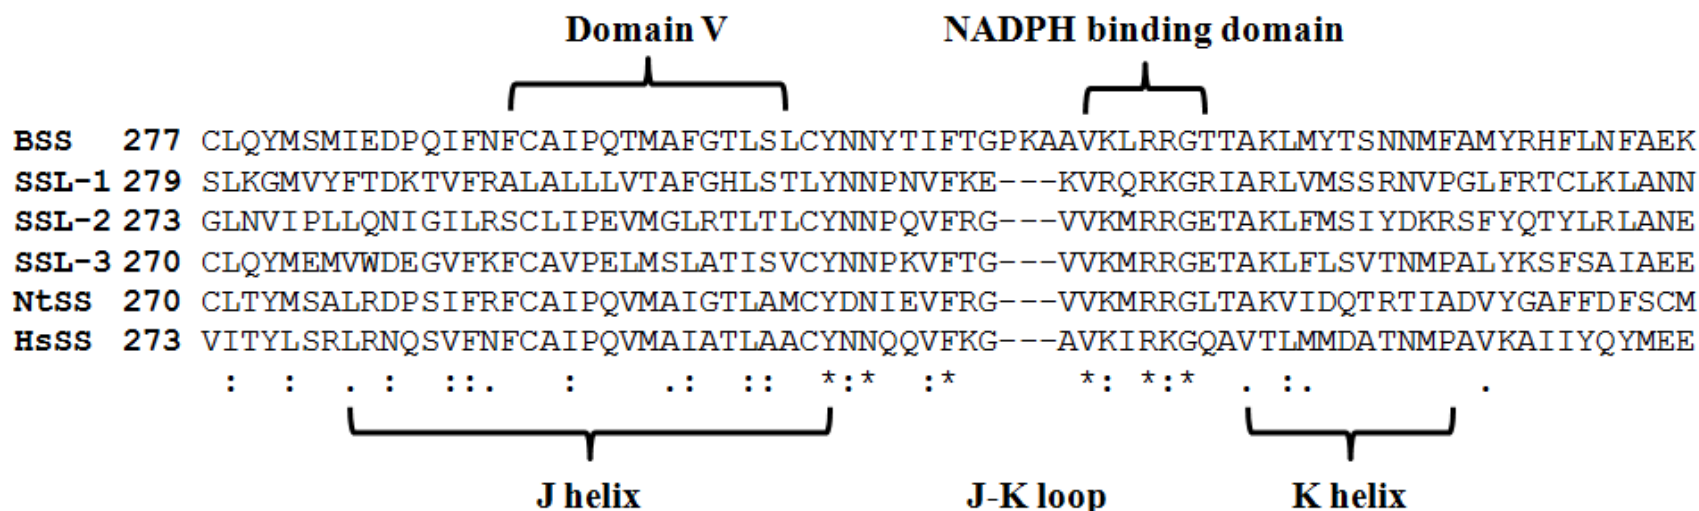 Domain V NADPH binding domain
BSS 277 CLQYMSMIEDPQIFNFCAIPQTMAFGTLSLCYNNYTIFTGPKAAVKLRRGTTAKLMYTSNNMFAMYRHFLNFAEK
SSL-1 279 SLKGMVYFTDKTVFRALALLLVTAFGHLSTLYNNPNVFKE---KVRQRKGRIARLVMSSRNVPGLFRTCLKLANN
SSL-2 273 GLNVIPLLQNIGILRSCLIPEVMGLRTLTLCYNNPQVFRG---VVKMRRGETAKLFMSIYDKRSFYQTYLRLANE
SSL-3 270 CLQYMEMVWDEGVFKFCAVPELMSLATISVCYNNPKVFTG---VVKMRRGETAKLFLSVTNMPALYKSFSAIAEE
NtSS 270 CLTYMSALRDPSIFRFCAIPQVMAIGTLAMCYDNIEVFRG---VVKMRRGLTAKVIDQTRTIADVYGAFFDFSCM
HsSS 273 VITYLSRLRNQSVFNFCAIPQVMAIATLAACYNNQQVFKG---AVKIRKGQAVTLMMDATNMPAVKAIIYQYMEE
: : . : ::. : .: :: *:* :* *: *:* . :. .
J helix J-K loop K helix